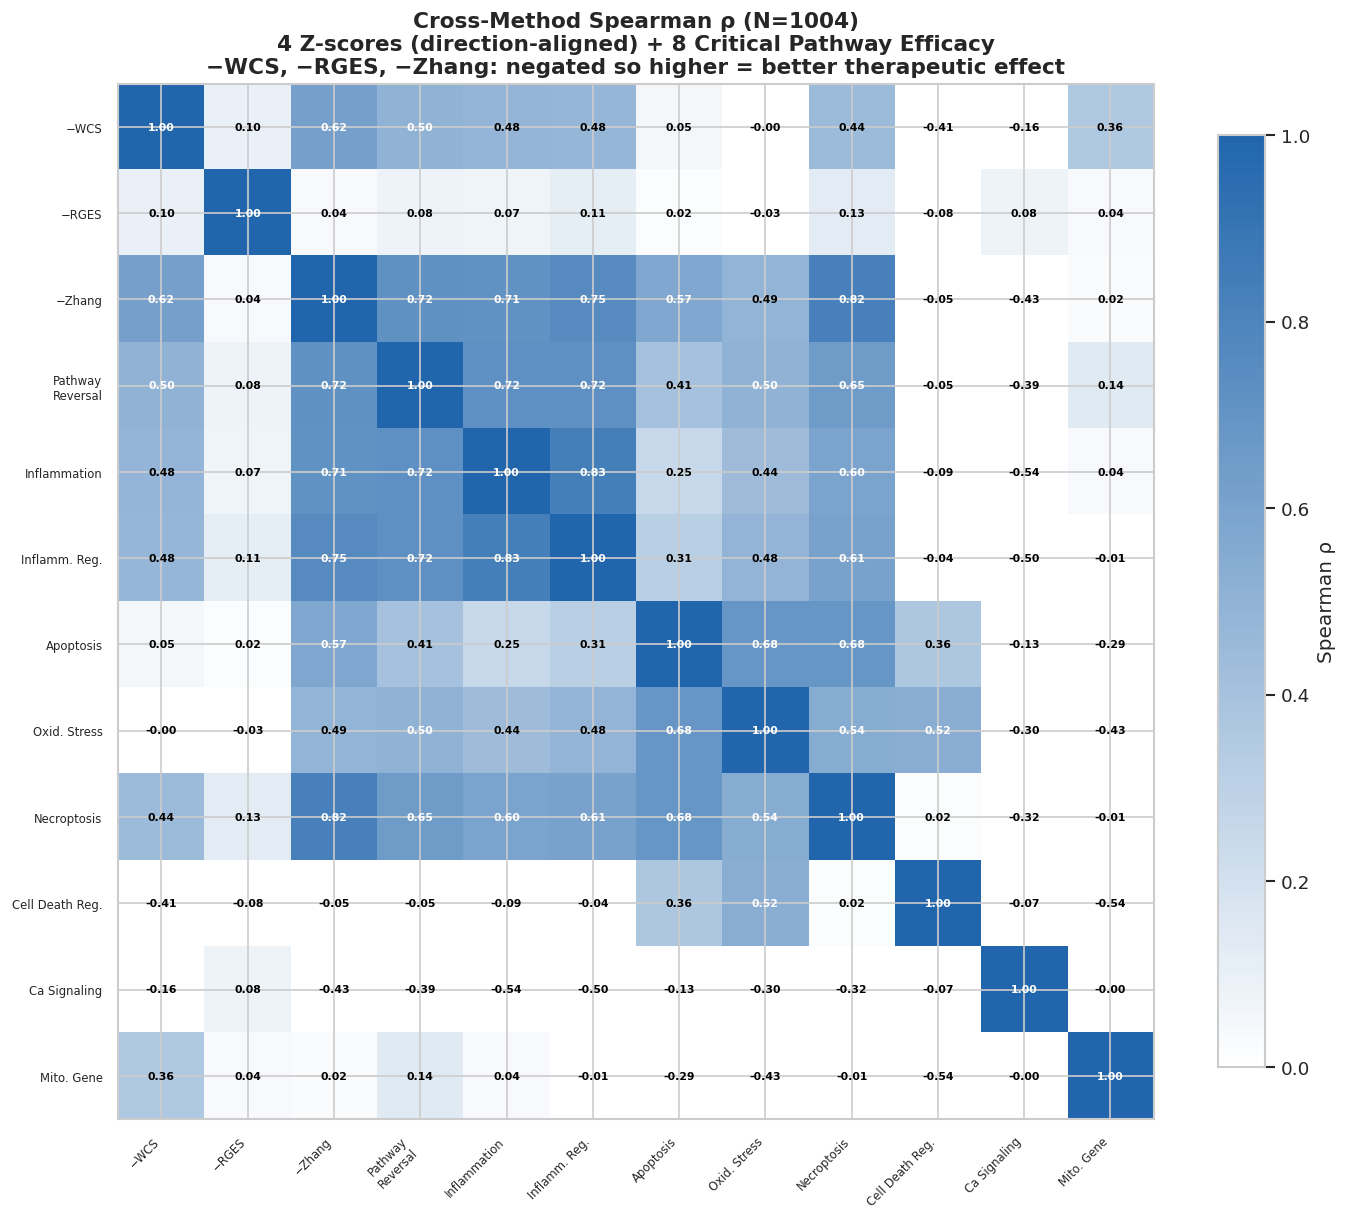 Cross-Method Spearman ρ (N=1004)
4 Z-scores (direction-aligned) + 8 Critical Pathway Efficacy
−WCS, −RGES, −Zhang: negated so higher = better therapeutic effect
−WCS 1.00 0.10 0.62 0.50 0.48 0.48 0.05 -0.00 0.44 -0.41 -0.16 0.36
−RGES 0.10 1.00 0.04 0.08 0.07 0.11 0.02 -0.03 0.13 -0.08 0.08 0.04
−Zhang 0.62 0.04 1.00 0.72 0.71 0.75 0.57 0.49 0.82 -0.05 -0.43 0.02
Pathway
Reversal 0.50 0.08 0.72 1.00 0.72 0.72 0.41 0.50 0.65 -0.05 -0.39 0.14
Inflammation 0.48 0.07 0.71 0.72 1.00 0.83 0.25 0.44 0.60 -0.09 -0.54 0.04
Inflamm. Reg. 0.48 0.11 0.75 0.72 0.83 1.00 0.31 0.48 0.61 -0.04 -0.50 -0.01
Apoptosis 0.05 0.02 0.57 0.41 0.25 0.31 1.00 0.68 0.68 0.36 -0.13 -0.29
Oxid. Stress -0.00 -0.03 0.49 0.50 0.44 0.48 0.68 1.00 0.54 0.52 -0.30 -0.43
Necroptosis 0.44 0.13 0.82 0.65 0.60 0.61 0.68 0.54 1.00 0.02 -0.32 -0.01
Cell Death Reg. -0.41 -0.08 -0.05 -0.05 -0.09 -0.04 0.36 0.52 0.02 1.00 -0.07 -0.54
Ca Signaling -0.16 0.08 -0.43 -0.39 -0.54 -0.50 -0.13 -0.30 -0.32 -0.07 1.00 -0.00
Mito. Gene 0.36 0.04 0.02 0.14 0.04 -0.01 -0.29 -0.43 -0.01 -0.54 -0.00 1.00
−WCS
−RGES
−Zhang
Pathway
Reversal
Inflammation
Inflamm. Reg.
Apoptosis
Oxid. Stress
Necroptosis
Cell Death Reg.
Ca Signaling
Mito. Gene
1.0
0.8
0.6
0.4
0.2
0.0
Spearman ρ